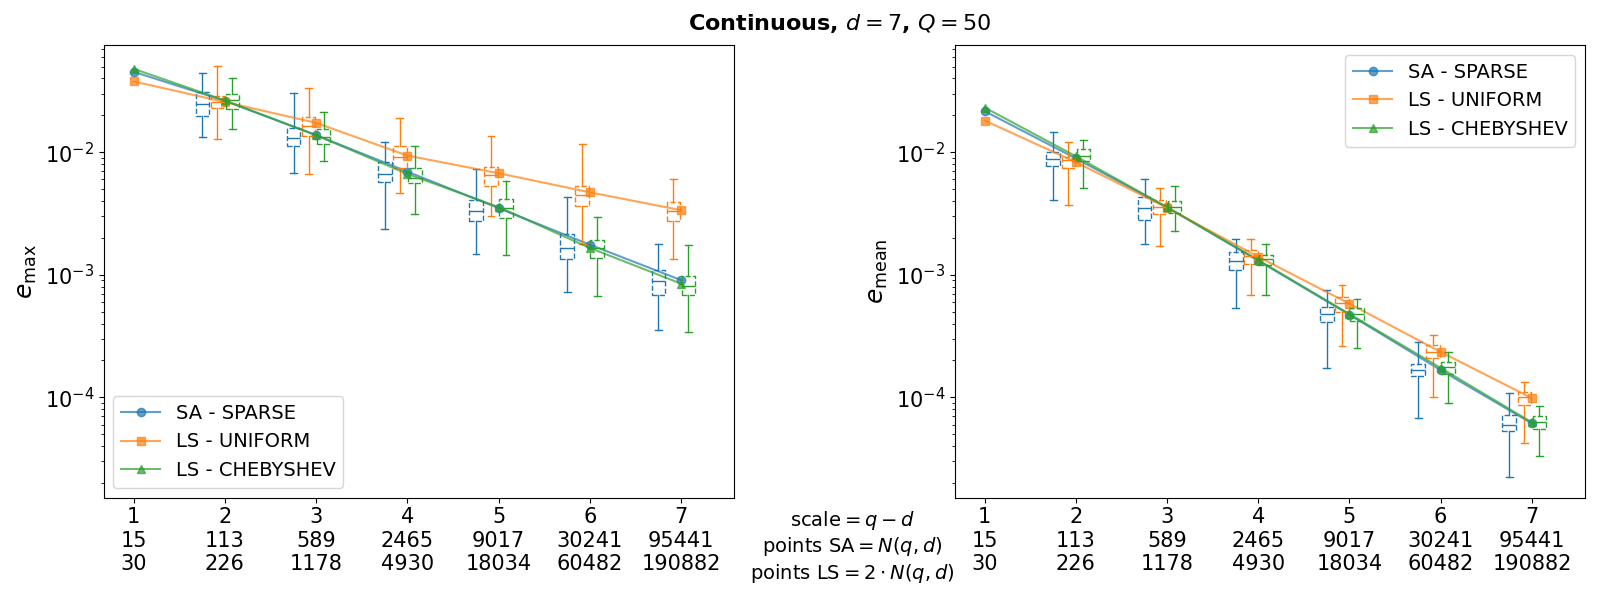 Continuous, d = 7, Q = 50
e_max
10^-2
10^-3
10^-4
SA - SPARSE
LS - UNIFORM
LS - CHEBYSHEV
1 2 3 4 5 6 7
15 113 589 2465 9017 30241 95441
30 226 1178 4930 18034 60482 190882
scale = q − d
points SA = N(q, d)
points LS = 2 · N(q, d)
e_mean
10^-2
10^-3
10^-4
SA - SPARSE
LS - UNIFORM
LS - CHEBYSHEV
1 2 3 4 5 6 7
15 113 589 2465 9017 30241 95441
30 226 1178 4930 18034 60482 190882